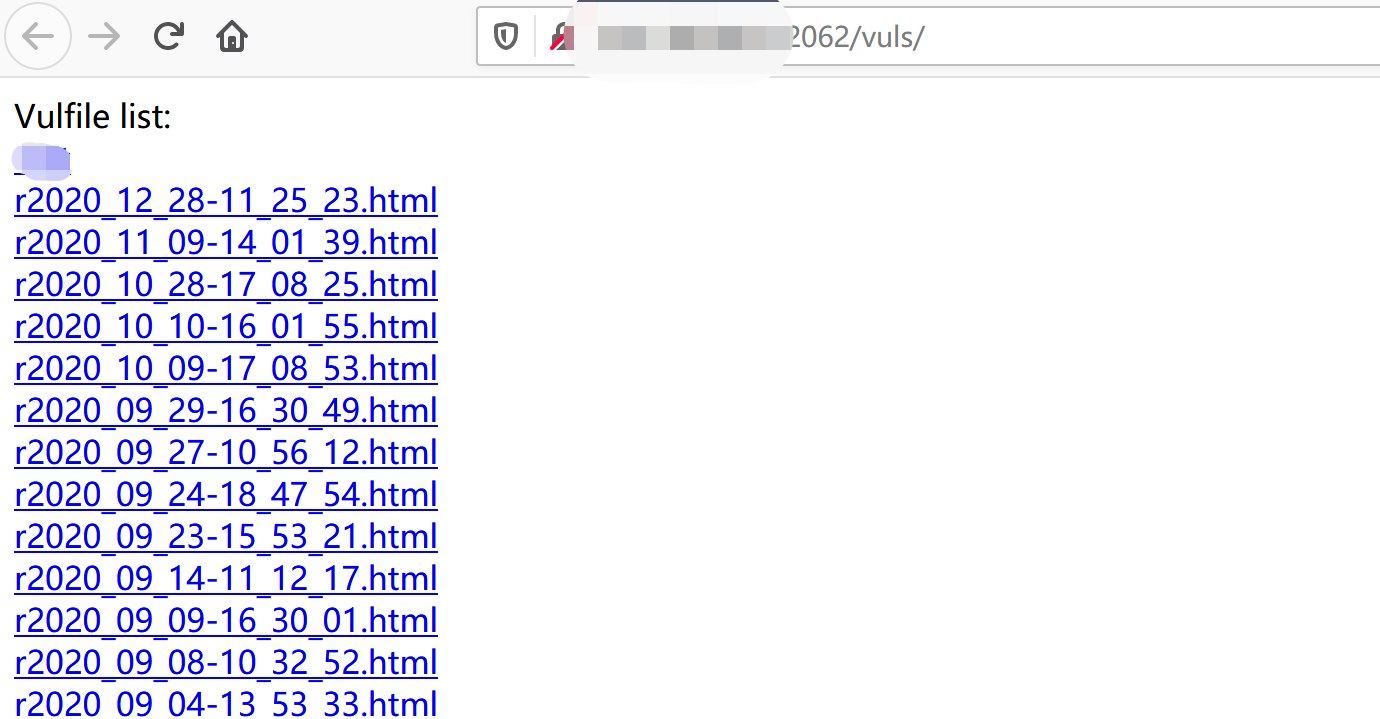 2062/vuls/
Vulfile list:
r2020_12_28-11_25_23.html
r2020_11_09-14_01_39.html
r2020_10_28-17_08_25.html
r2020_10_10-16_01_55.html
r2020_10_09-17_08_53.html
r2020_09_29-16_30_49.html
r2020_09_27-10_56_12.html
r2020_09_24-18_47_54.html
r2020_09_23-15_53_21.html
r2020_09_14-11_12_17.html
r2020_09_09-16_30_01.html
r2020_09_08-10_32_52.html
r2020_09_04-13_53_33.html